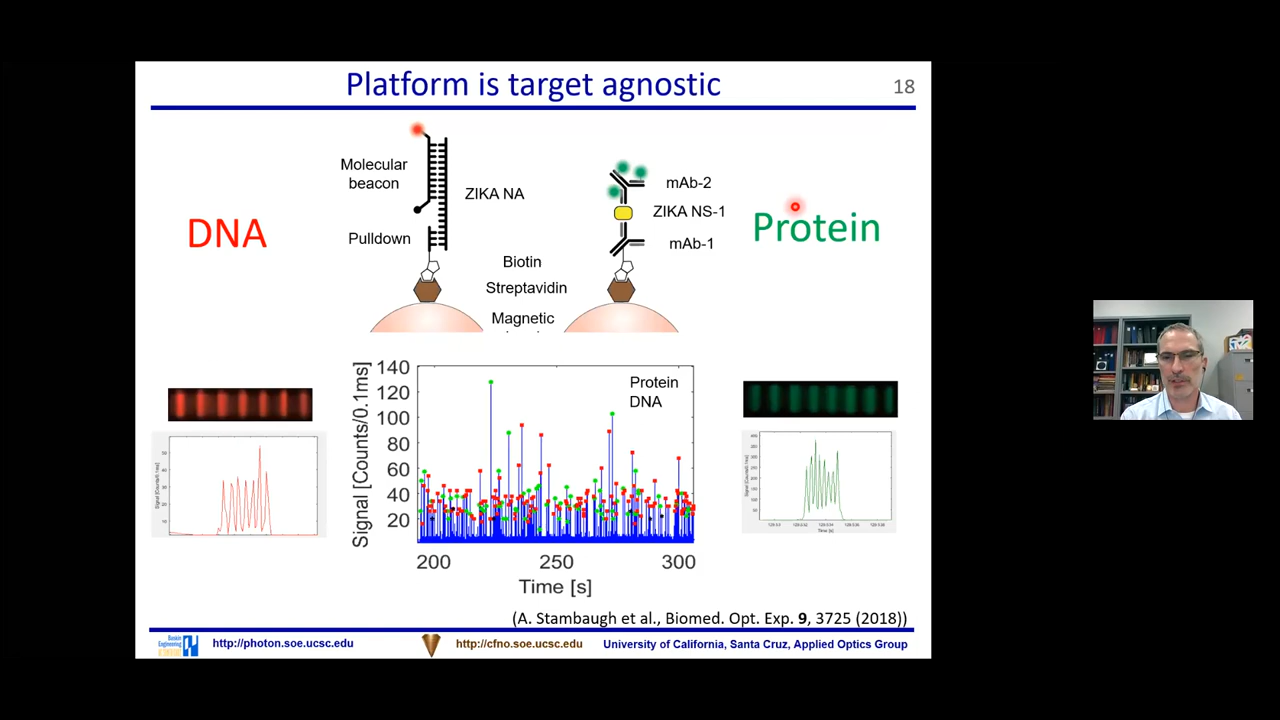 Platform is target agnostic
18
Molecular
beacon
ZIKA NA
Pulldown
DNA
mAb-2
ZIKA NS-1
mAb-1
Protein
Biotin
Streptavidin
Magnetic
Signal [Counts/0.1ms]
140
120
100
80
60
40
20
200
250
300
Time [s]
Protein
DNA
(A. Stambaugh et al., Biomed. Opt. Exp. 9, 3725 (2018))
Baskin
Engineering
http://photon.soe.ucsc.edu
http://cfno.soe.ucsc.edu
University of California, Santa Cruz, Applied Optics Group